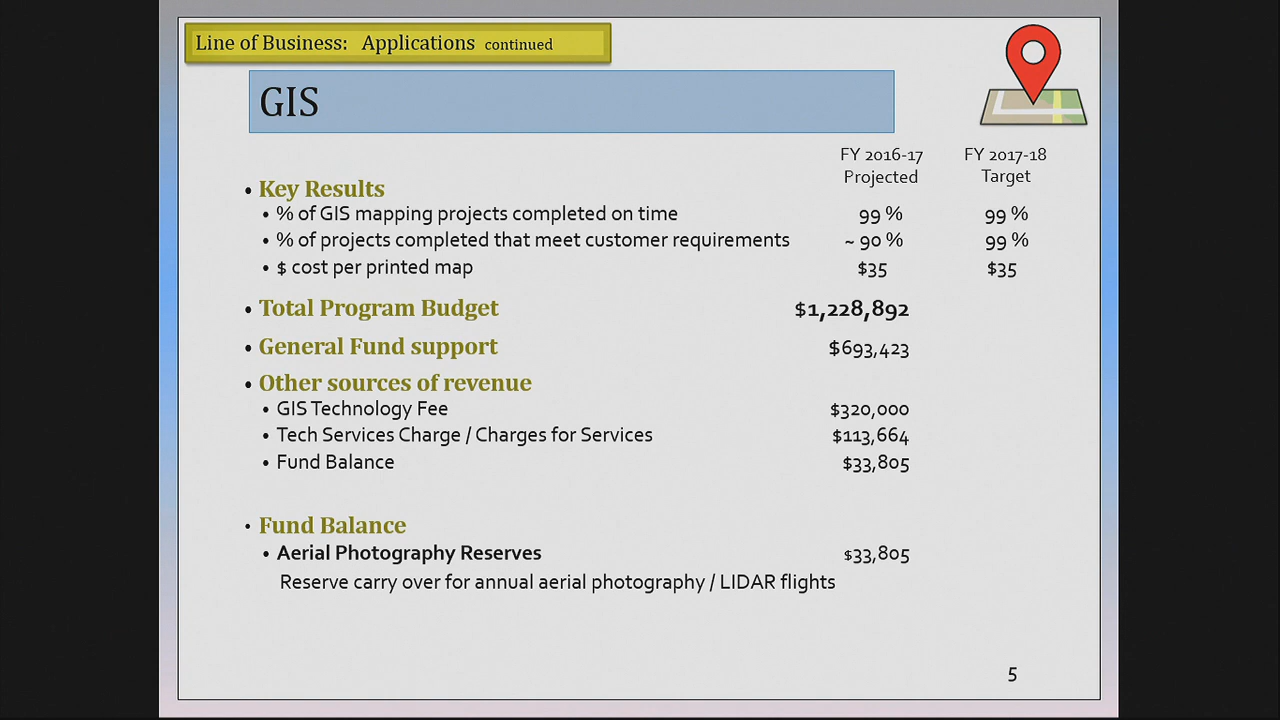 Line of Business: Applications continued
GIS
FY 2016-17 FY 2017-18
Projected Target
• Key Results
• % of GIS mapping projects completed on time 99 % 99 %
• % of projects completed that meet customer requirements ~ 90 % 99 %
• $ cost per printed map $35 $35
• Total Program Budget $1,228,892
• General Fund support $693,423
• Other sources of revenue
• GIS Technology Fee $320,000
• Tech Services Charge / Charges for Services $113,664
• Fund Balance $33,805
• Fund Balance
• Aerial Photography Reserves $33,805
Reserve carry over for annual aerial photography / LIDAR flights
5